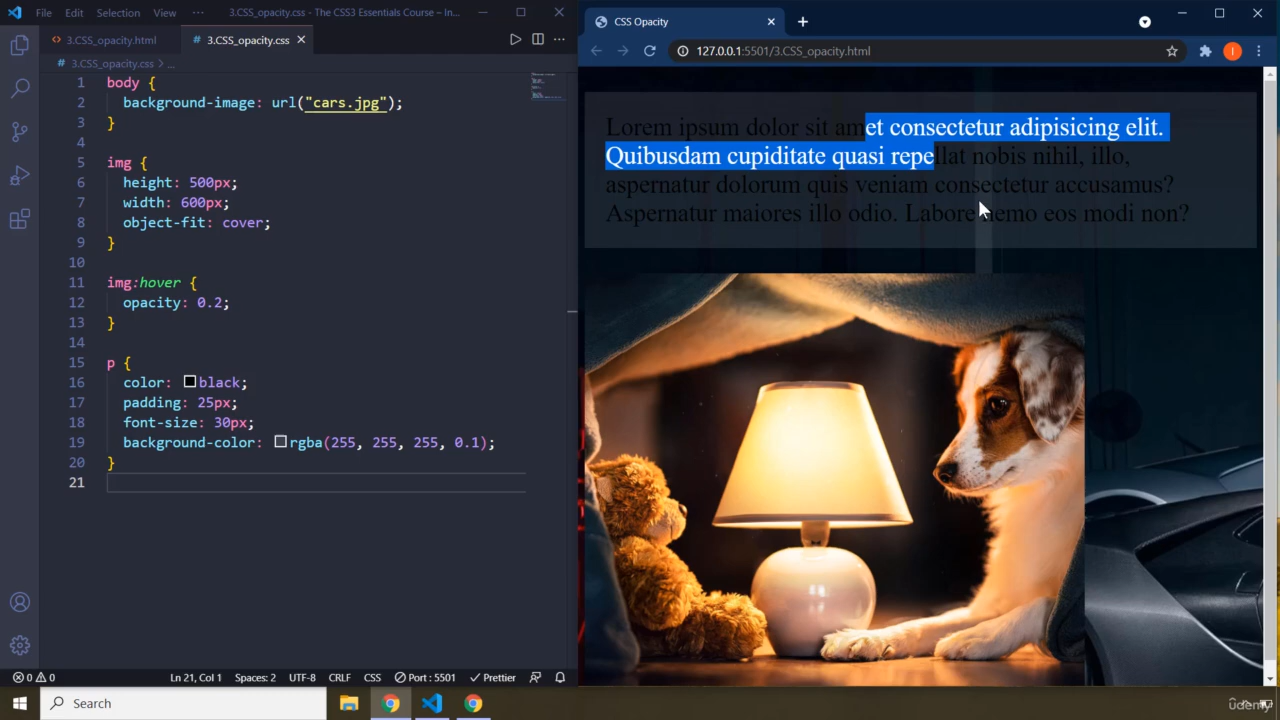 File Edit Selection View ··· 3.CSS_opacity.css - The CSS3 Essentials Course – In...
3.CSS_opacity.html
3.CSS_opacity.css
3.CSS_opacity.css > ...
1 body {
2 background-image: url("cars.jpg");
3 }
4
5 img {
6 height: 500px;
7 width: 600px;
8 object-fit: cover;
9 }
10
11 img:hover {
12 opacity: 0.2;
13 }
14
15 p {
16 color: black;
17 padding: 25px;
18 font-size: 30px;
19 background-color: rgba(255, 255, 255, 0.1);
20 }
21
0 0 Ln 21, Col 1 Spaces: 2 UTF-8 CRLF CSS Port : 5501 Prettier
CSS Opacity
127.0.0.1:5501/3.CSS_opacity.html
I
Lorem ipsum dolor sit amet consectetur adipisicing elit.
Quibusdam cupiditate quasi repellat nobis nihil, illo,
aspernatur dolorum quis veniam consectetur accusamus?
Aspernatur maiores illo odio. Labore nemo eos modi non?
Search
udemy